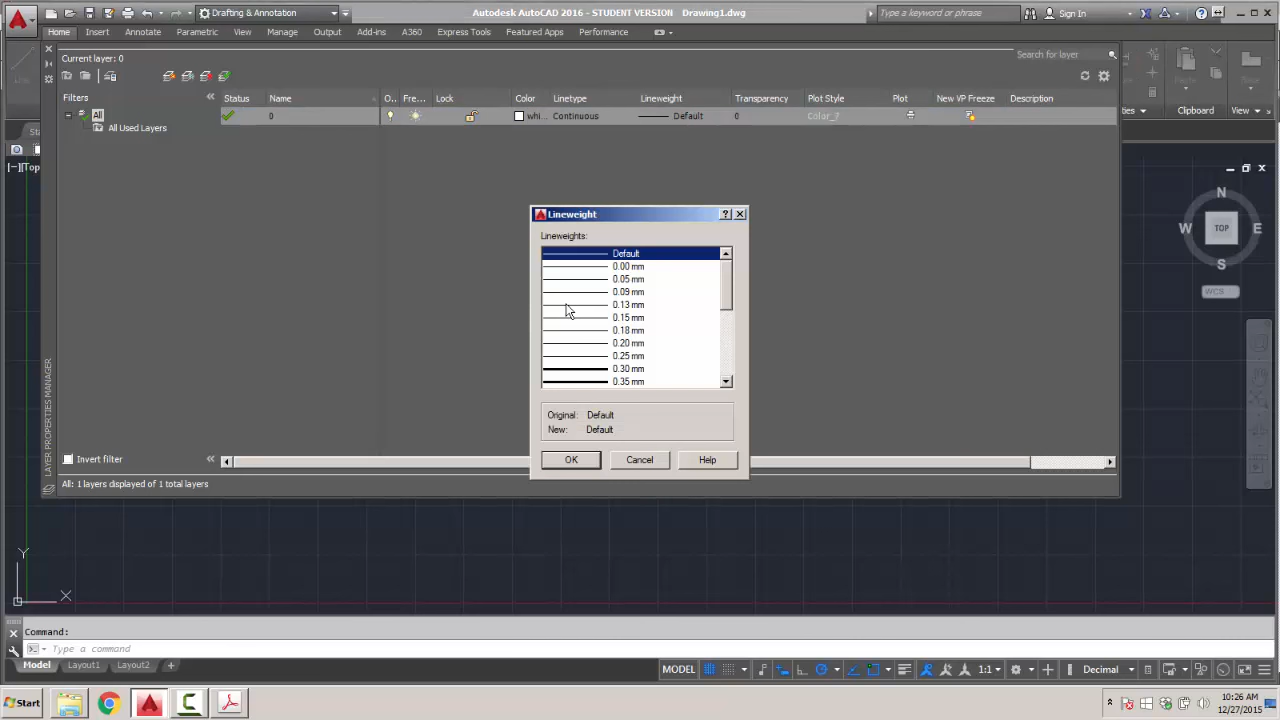 Drafting & Annotation
Autodesk AutoCAD 2016 - STUDENT VERSION Drawing1.dwg
Type a keyword or phrase
Sign In
Home Insert Annotate Parametric View Manage Output Add-ins A360 Express Tools Featured Apps Performance
Current layer: 0
Search for layer
Filters
Status Name O.. Fre... Lock Color Linetype Lineweight Transparency Plot Style Plot New VP Freeze Description
All
0 whi... Continuous Default 0 Color_7
All Used Layers
Clipboard View
[−][Top
N
W TOP E
S
WCS
Lineweight
Lineweights:
Default
0.00 mm
0.05 mm
0.09 mm
0.13 mm
0.15 mm
0.18 mm
0.20 mm
0.25 mm
0.30 mm
0.35 mm
Original: Default
New: Default
OK Cancel Help
LAYER PROPERTIES MANAGER
Invert filter
All: 1 layers displayed of 1 total layers
Y
X
Command:
Type a command
Model Layout1 Layout2 +
MODEL 1:1 Decimal
Start
10:26 AM
12/27/2015